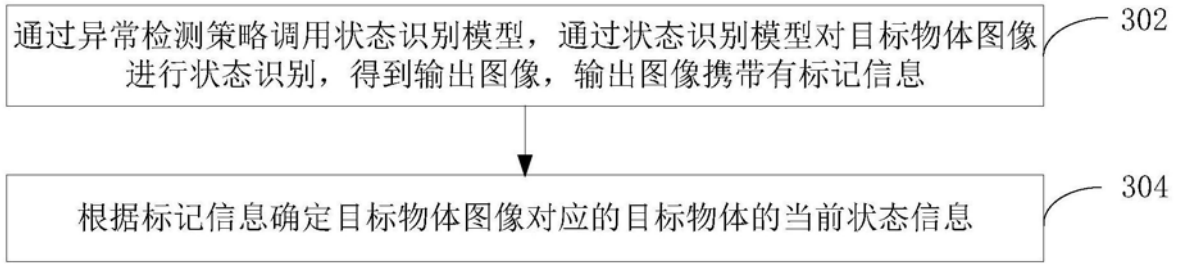 通过异常检测策略调用状态识别模型，通过状态识别模型对目标物体图像
302
进行状态识别，得到输出图像，输出图像携带有标记信息
304
根据标记信息确定目标物体图像对应的目标物体的当前状态信息